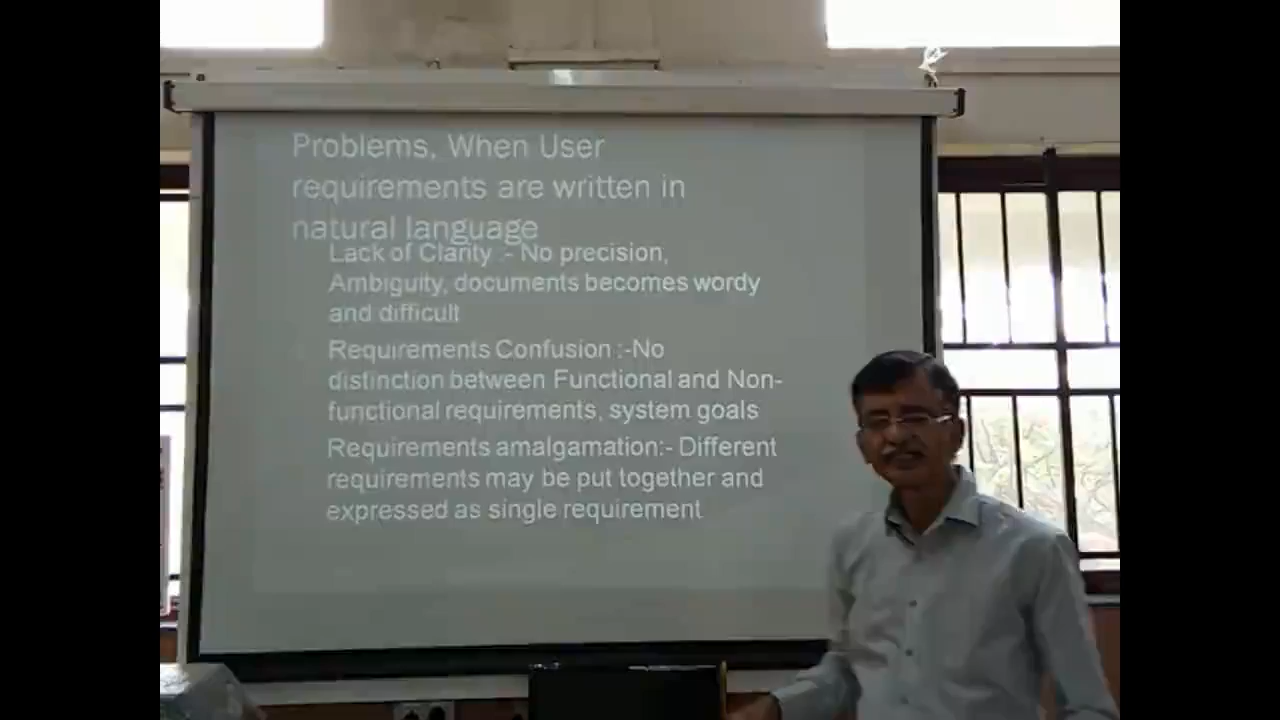 Problems, When User
requirements are written in
natural language
Lack of Clarity :- No precision,
Ambiguity, documents becomes wordy
and difficult
Requirements Confusion :-No
distinction between Functional and Non-
functional requirements, system goals
Requirements amalgamation:- Different
requirements may be put together and
expressed as single requirement